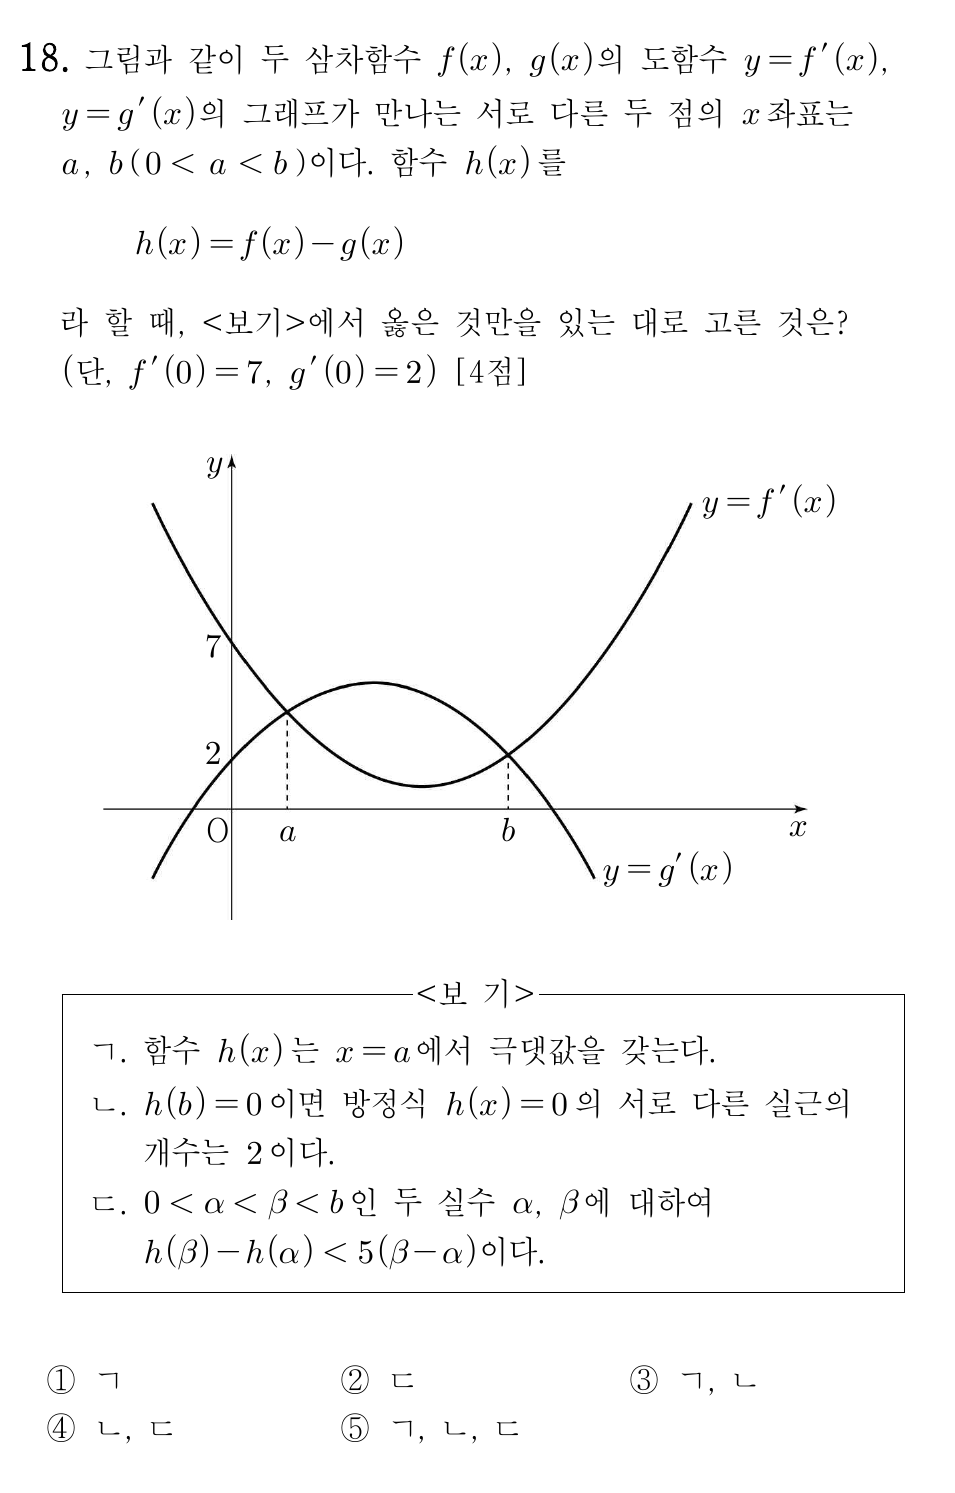 18. 그림과 같이 두 삼차함수 f(x), g(x)의 도함수 y=f′(x),
y=g′(x)의 그래프가 만나는 서로 다른 두 점의 x좌표는
a, b(0<a<b)이다. 함수 h(x)를
h(x)=f(x)−g(x)
라 할 때, <보기>에서 옳은 것만을 있는 대로 고른 것은?
(단, f′(0)=7, g′(0)=2) [4점]
y
y=f′(x)
7
2
O a b x
y=g′(x)
<보 기>
ㄱ. 함수 h(x)는 x=a에서 극댓값을 갖는다.
ㄴ. h(b)=0이면 방정식 h(x)=0의 서로 다른 실근의
개수는 2이다.
ㄷ. 0<α<β<b인 두 실수 α, β에 대하여
h(β)−h(α)<5(β−α)이다.
① ㄱ ② ㄷ ③ ㄱ, ㄴ
④ ㄴ, ㄷ ⑤ ㄱ, ㄴ, ㄷ